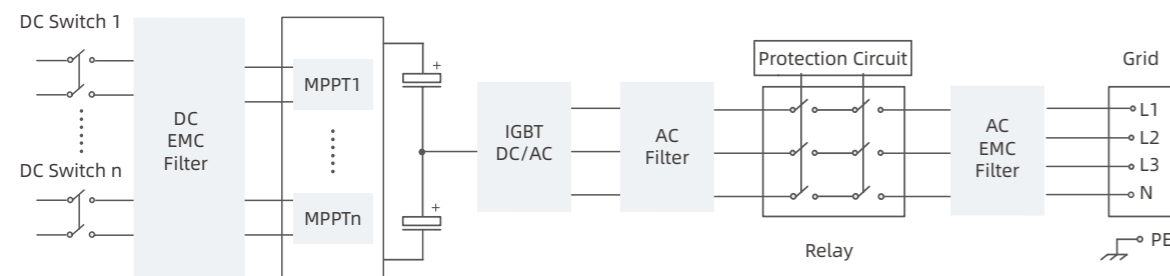 DC Switch 1
DC Switch n
DC
EMC
Filter
MPPT1
MPPTn
+
+
IGBT
DC/AC
AC
Filter
Protection Circuit
Relay
AC
EMC
Filter
Grid
L1
L2
L3
N
PE